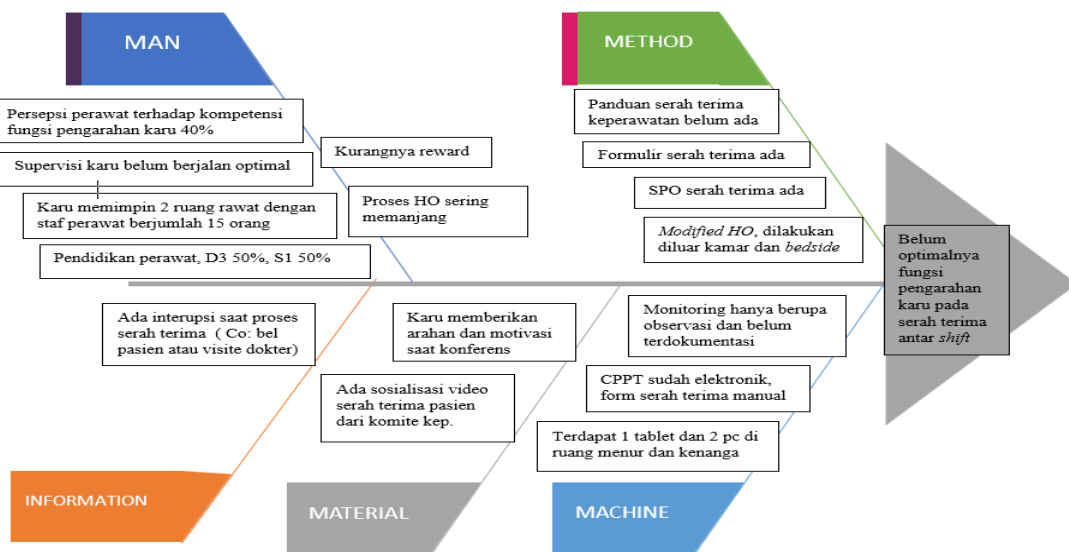 MAN
METHOD
Persepsi perawat terhadap kompetensi
fungsi pengarahan karu 40%
Supervisi karu belum berjalan optimal
Karu memimpin 2 ruang rawat dengan
staf perawat berjumlah 15 orang
Pendidikan perawat, D3 50%, S1 50%
Kurangnya reward
Proses HO sering
memanjang
Panduan serah terima
keperawatan belum ada
Formulir serah terima ada
SPO serah terima ada
Modified HO, dilakukan
diluar kamar dan bedside
Belum
optimalnya
fungsi
pengarahan
karu pada
serah terima
antar shift
Ada interupsi saat proses
serah terima ( Co: bel
pasien atau visite dokter)
Karu memberikan
arahan dan motivasi
saat konferens
Ada sosialisasi video
serah terima pasien
dari komite kep.
Monitoring hanya berupa
observasi dan belum
terdokumentasi
CPPT sudah elektronik,
form serah terima manual
Terdapat 1 tablet dan 2 pc di
ruang menur dan kenanga
INFORMATION
MATERIAL
MACHINE